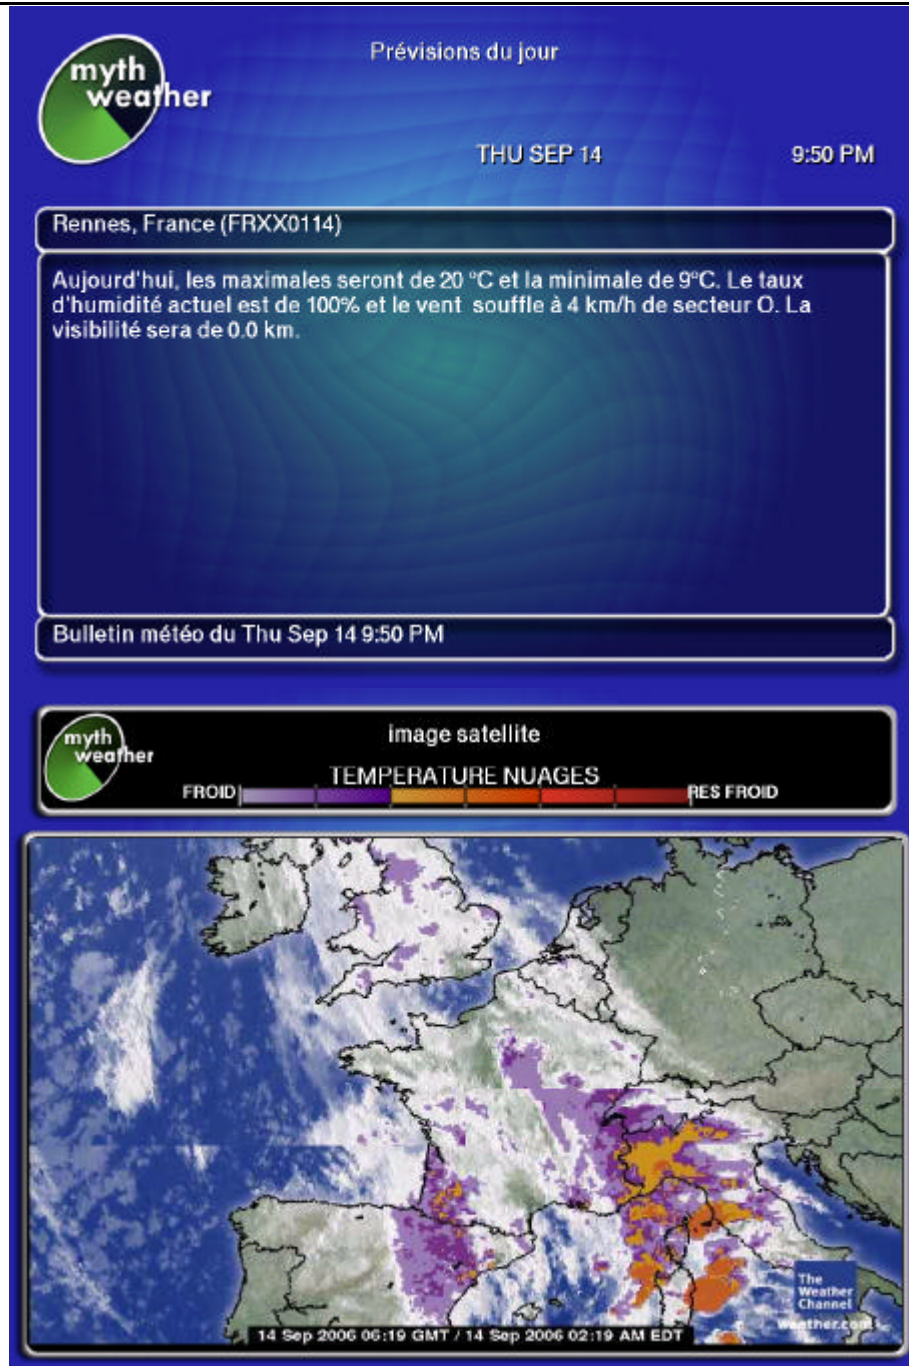 myth
weather
Prévisions du jour
THU SEP 14 9:50 PM
Rennes, France (FRXX0114)
Aujourd'hui, les maximales seront de 20 °C et la minimale de 9°C. Le taux
d'humidité actuel est de 100% et le vent souffle à 4 km/h de secteur O. La
visibilité sera de 0.0 km.
Bulletin météo du Thu Sep 14 9:50 PM
myth
weather
image satellite
TEMPERATURE NUAGES
FROID RES FROID
The
Weather
Channel
weather.com
14 Sep 2006 06:19 GMT / 14 Sep 2006 02:19 AM EDT